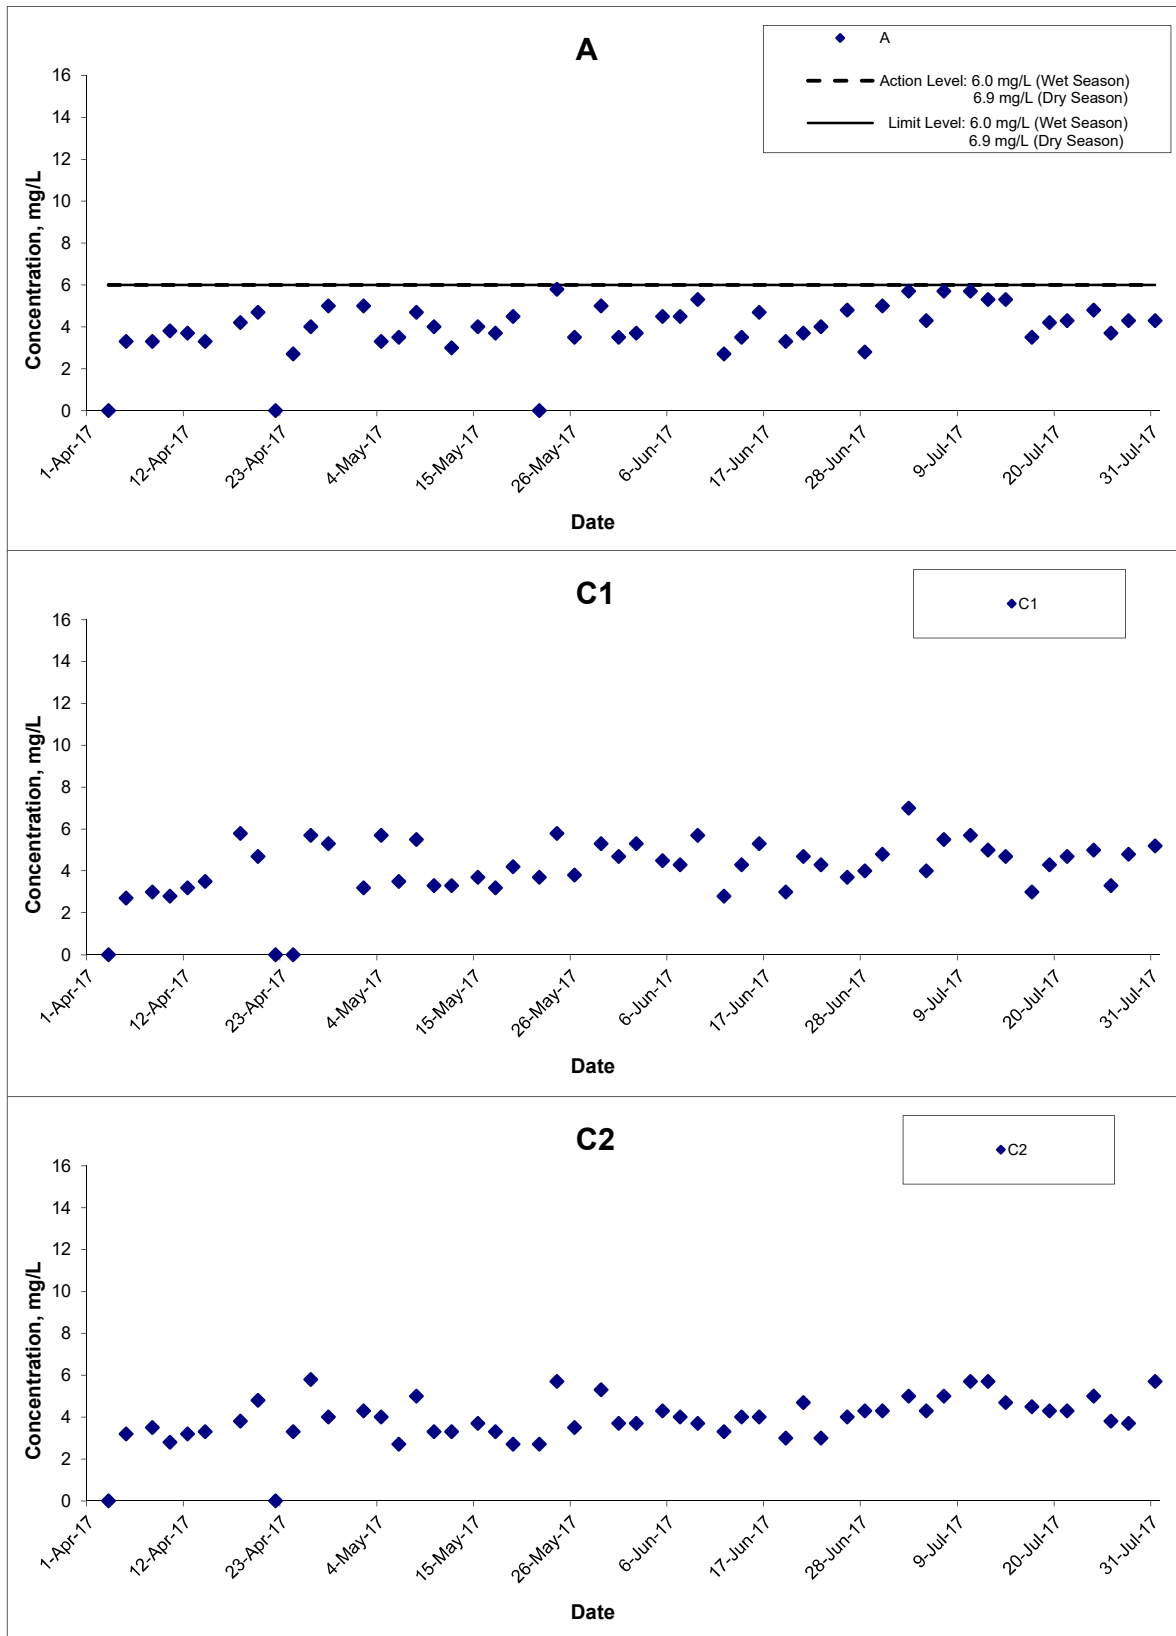 A
A
Action Level: 6.0 mg/L (Wet Season)
6.9 mg/L (Dry Season)
Limit Level: 6.0 mg/L (Wet Season)
6.9 mg/L (Dry Season)
Concentration, mg/L
16
14
12
10
8
6
4
2
0
1-Apr-17
12-Apr-17
23-Apr-17
4-May-17
15-May-17
26-May-17
6-Jun-17
17-Jun-17
28-Jun-17
9-Jul-17
20-Jul-17
31-Jul-17
Date
C1
C1
Concentration, mg/L
16
14
12
10
8
6
4
2
0
1-Apr-17
12-Apr-17
23-Apr-17
4-May-17
15-May-17
26-May-17
6-Jun-17
17-Jun-17
28-Jun-17
9-Jul-17
20-Jul-17
31-Jul-17
Date
C2
C2
Concentration, mg/L
16
14
12
10
8
6
4
2
0
1-Apr-17
12-Apr-17
23-Apr-17
4-May-17
15-May-17
26-May-17
6-Jun-17
17-Jun-17
28-Jun-17
9-Jul-17
20-Jul-17
31-Jul-17
Date